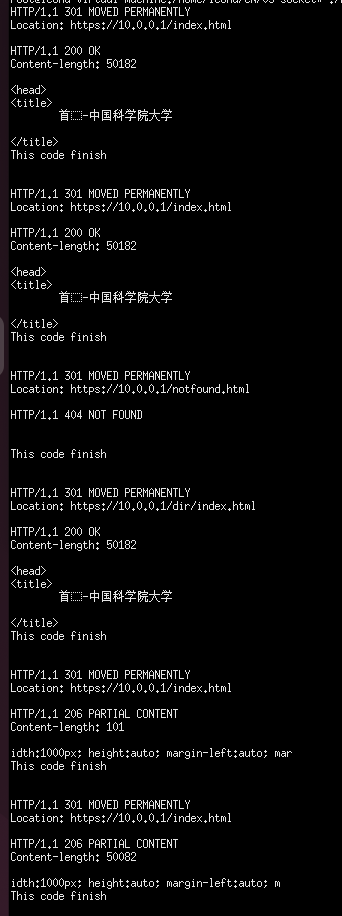 HTTP/1.1 301 MOVED PERMANENTLY
Location: https://10.0.0.1/index.html
HTTP/1.1 200 OK
Content-length: 50182
<head>
<title>
首-中国科学院大学
</title>
This code finish
HTTP/1.1 301 MOVED PERMANENTLY
Location: https://10.0.0.1/index.html
HTTP/1.1 200 OK
Content-length: 50182
<head>
<title>
首-中国科学院大学
</title>
This code finish
HTTP/1.1 301 MOVED PERMANENTLY
Location: https://10.0.0.1/notfound.html
HTTP/1.1 404 NOT FOUND
This code finish
HTTP/1.1 301 MOVED PERMANENTLY
Location: https://10.0.0.1/dir/index.html
HTTP/1.1 200 OK
Content-length: 50182
<head>
<title>
首-中国科学院大学
</title>
This code finish
HTTP/1.1 301 MOVED PERMANENTLY
Location: https://10.0.0.1/index.html
HTTP/1.1 206 PARTIAL CONTENT
Content-length: 101
idth:1000px; height:auto; margin-left:auto; mar
This code finish
HTTP/1.1 301 MOVED PERMANENTLY
Location: https://10.0.0.1/index.html
HTTP/1.1 206 PARTIAL CONTENT
Content-length: 50082
idth:1000px; height:auto; margin-left:auto; m
This code finish